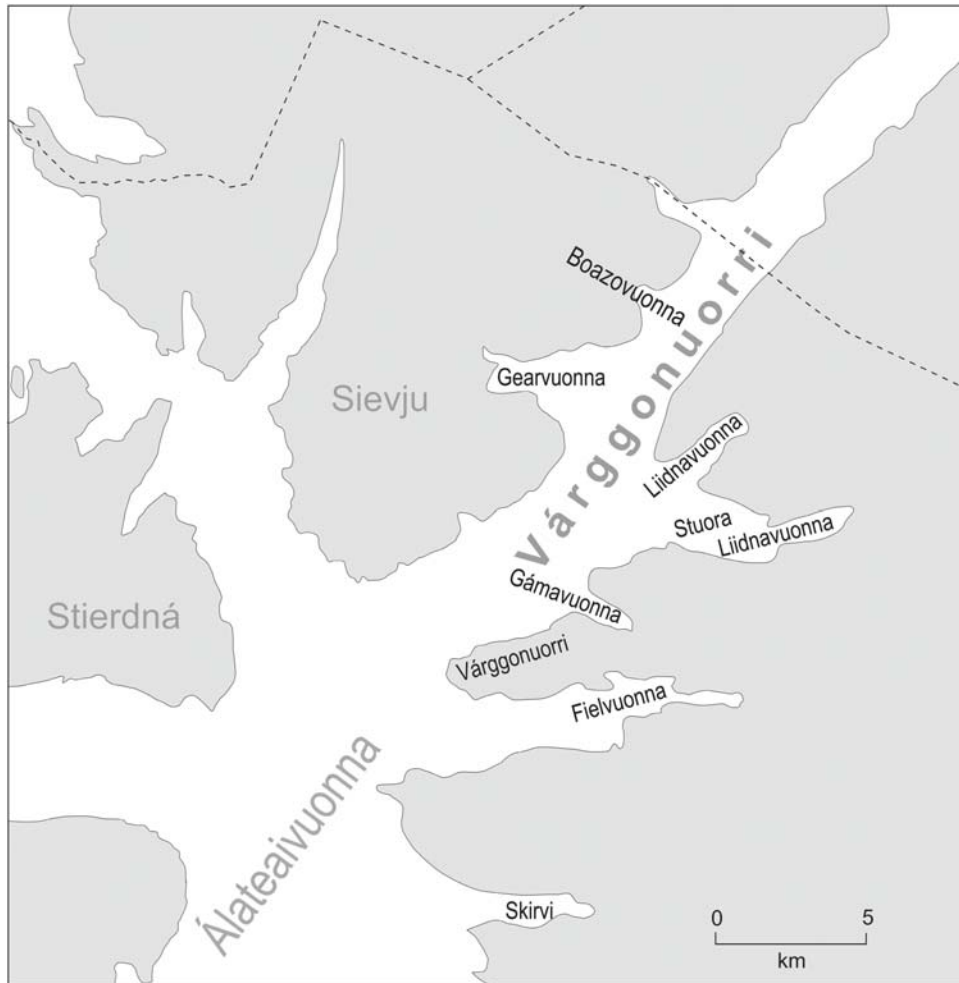 Boazovuonna
Várggonuorri
Gearvuonna
Sievju
Liidnavuonna
Stuora
Liidnavuonna
Gámavuonna
Stierdná
Várggonuorri
Fielvuonna
Álateaivuonna
Skirvi
0 5
km